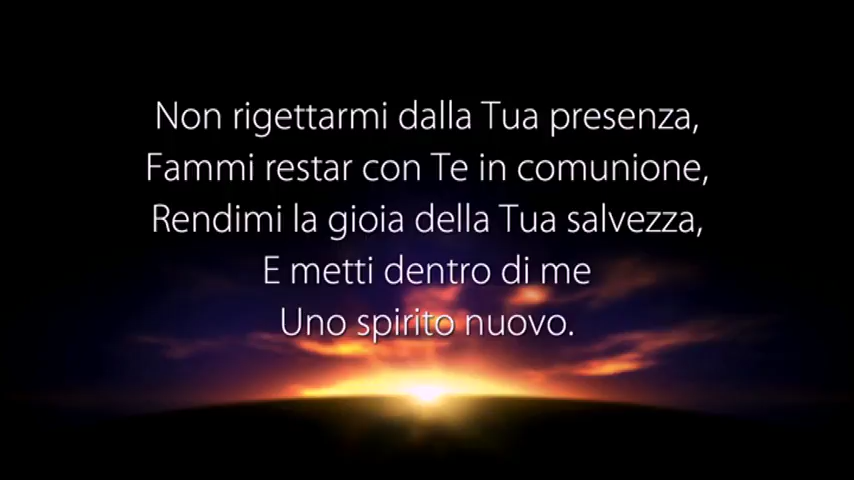 Non rigettarmi dalla Tua presenza,
Fammi restar con Te in comunione,
Rendimi la gioia della Tua salvezza,
E metti dentro di me
Uno spirito nuovo.